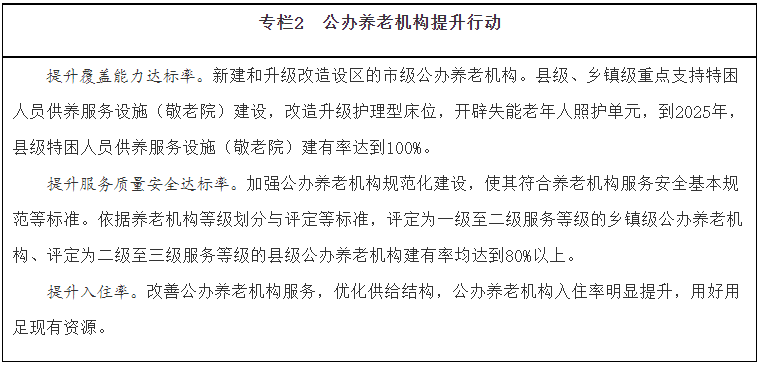 专栏2　公办养老机构提升行动
提升覆盖能力达标率。新建和升级改造设区的市级公办养老机构。县级、乡镇级重点支持特困
人员供养服务设施（敬老院）建设，改造升级护理型床位，开辟失能老年人照护单元，到2025年，
县级特困人员供养服务设施（敬老院）建有率达到100%。
提升服务质量安全达标率。加强公办养老机构规范化建设，使其符合养老机构服务安全基本规
范等标准。依据养老机构等级划分与评定等标准，评定为一级至二级服务等级的乡镇级公办养老机
构、评定为二级至三级服务等级的县级公办养老机构建有率均达到80%以上。
提升入住率。改善公办养老机构服务，优化供给结构，公办养老机构入住率明显提升，用好用
足现有资源。